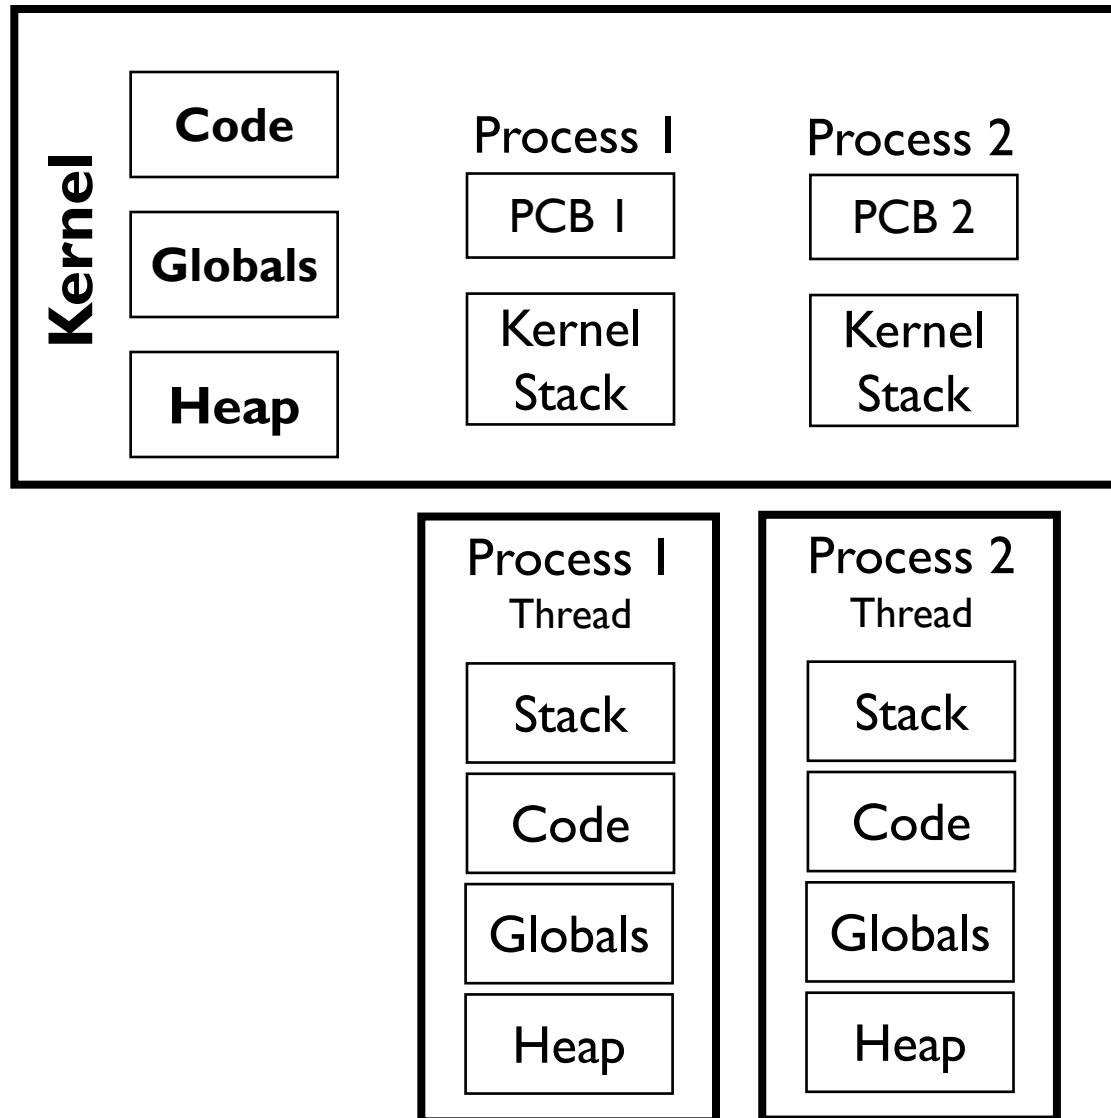 Kernel
Code
Globals
Heap
Process 1
PCB 1
Kernel
Stack
Process 2
PCB 2
Kernel
Stack
Process 1
Thread
Stack
Code
Globals
Heap
Process 2
Thread
Stack
Code
Globals
Heap